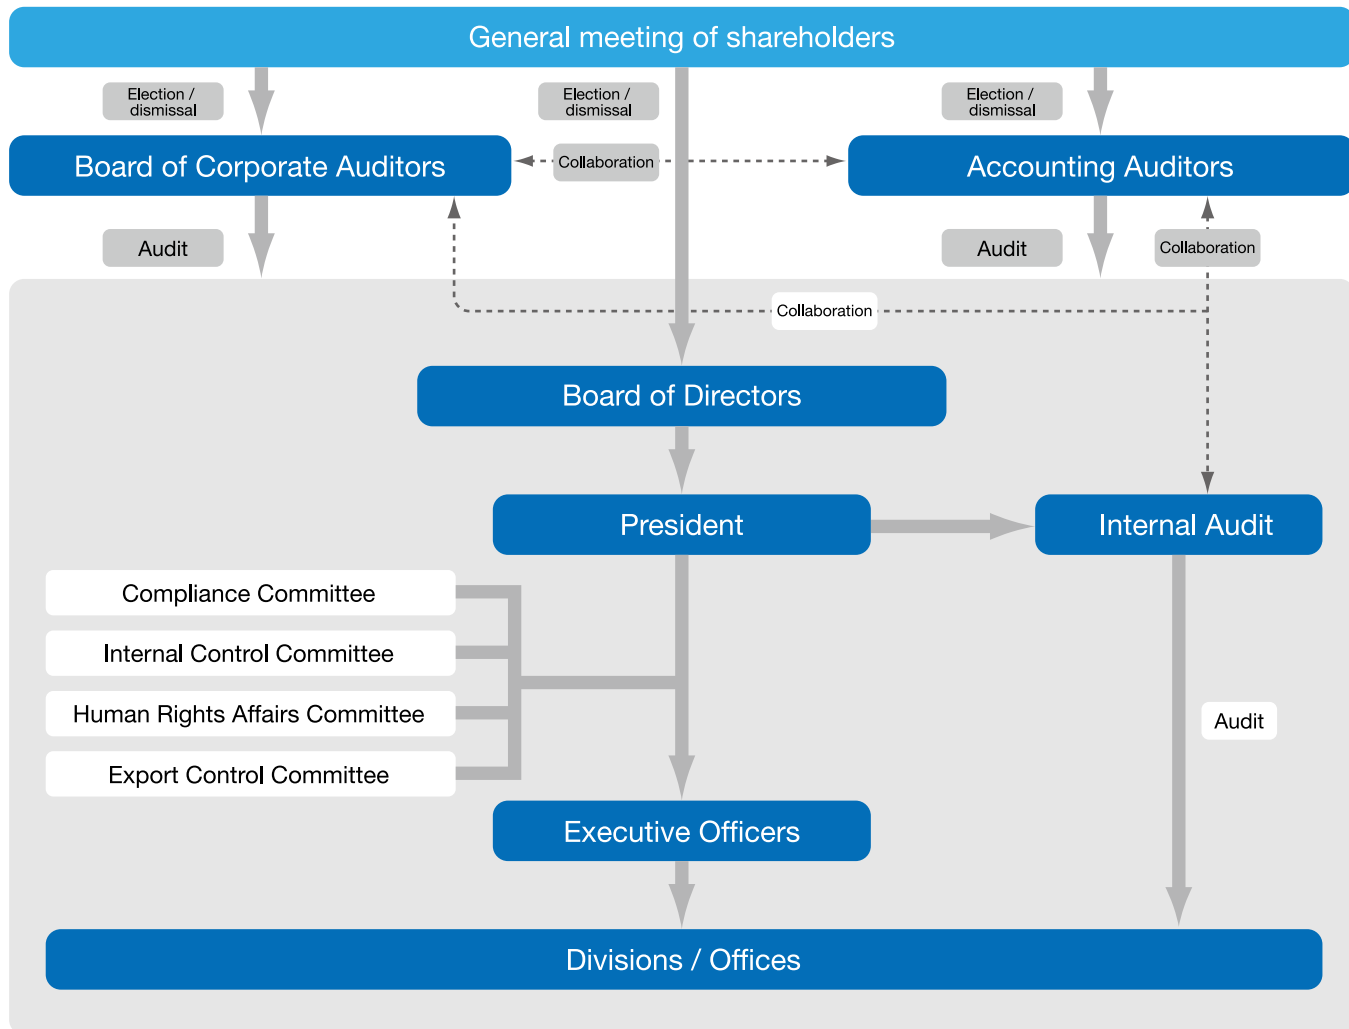 General meeting of shareholders
Election /
dismissal
Election /
dismissal
Election /
dismissal
Board of Corporate Auditors
Collaboration
Accounting Auditors
Audit
Audit
Collaboration
Collaboration
Board of Directors
President
Internal Audit
Compliance Committee
Internal Control Committee
Human Rights Affairs Committee
Audit
Export Control Committee
Executive Officers
Divisions / Offices